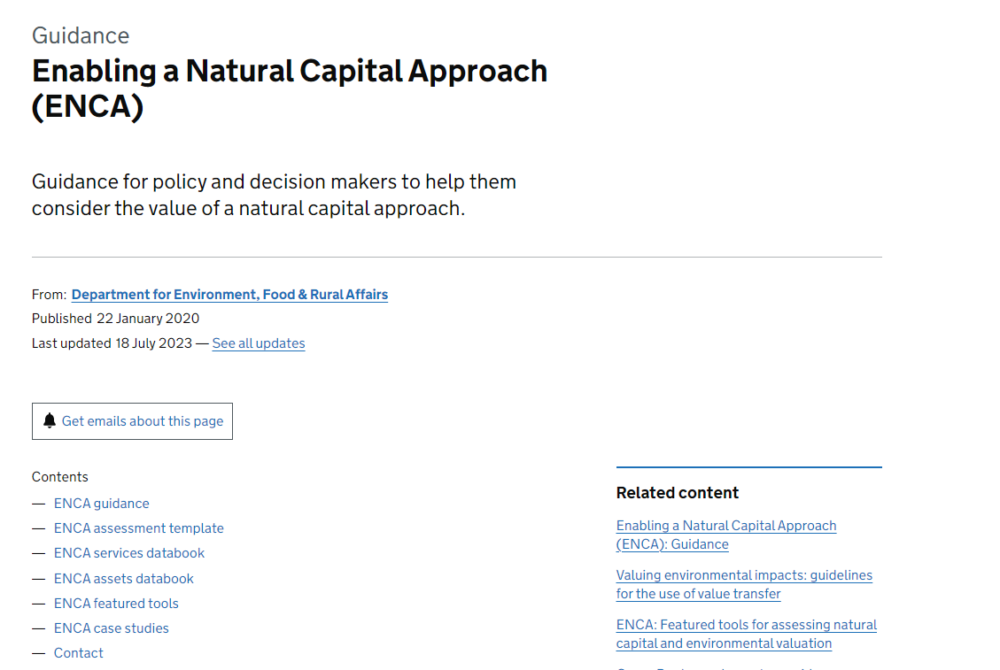 Guidance
Enabling a Natural Capital Approach
(ENCA)
Guidance for policy and decision makers to help them
consider the value of a natural capital approach.
From: Department for Environment, Food & Rural Affairs
Published 22 January 2020
Last updated 18 July 2023 — See all updates
Get emails about this page
Contents
— ENCA guidance
— ENCA assessment template
— ENCA services databook
— ENCA assets databook
— ENCA featured tools
— ENCA case studies
— Contact
Related content
Enabling a Natural Capital Approach
(ENCA): Guidance
Valuing environmental impacts: guidelines
for the use of value transfer
ENCA: Featured tools for assessing natural
capital and environmental valuation